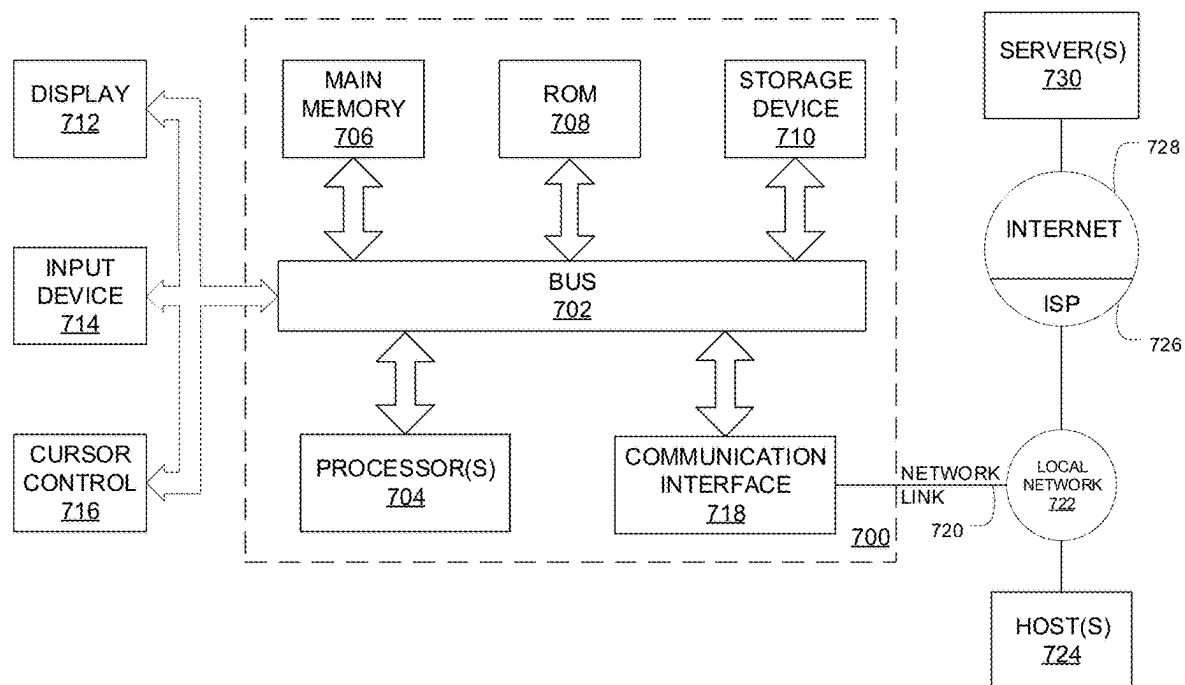 DISPLAY
712
INPUT
DEVICE
714
CURSOR
CONTROL
716
MAIN
MEMORY
706
ROM
708
STORAGE
DEVICE
710
BUS
702
PROCESSOR(S)
704
COMMUNICATION
INTERFACE
718
700
NETWORK
LINK
720
SERVER(S)
730
728
INTERNET
ISP
726
LOCAL
NETWORK
722
HOST(S)
724